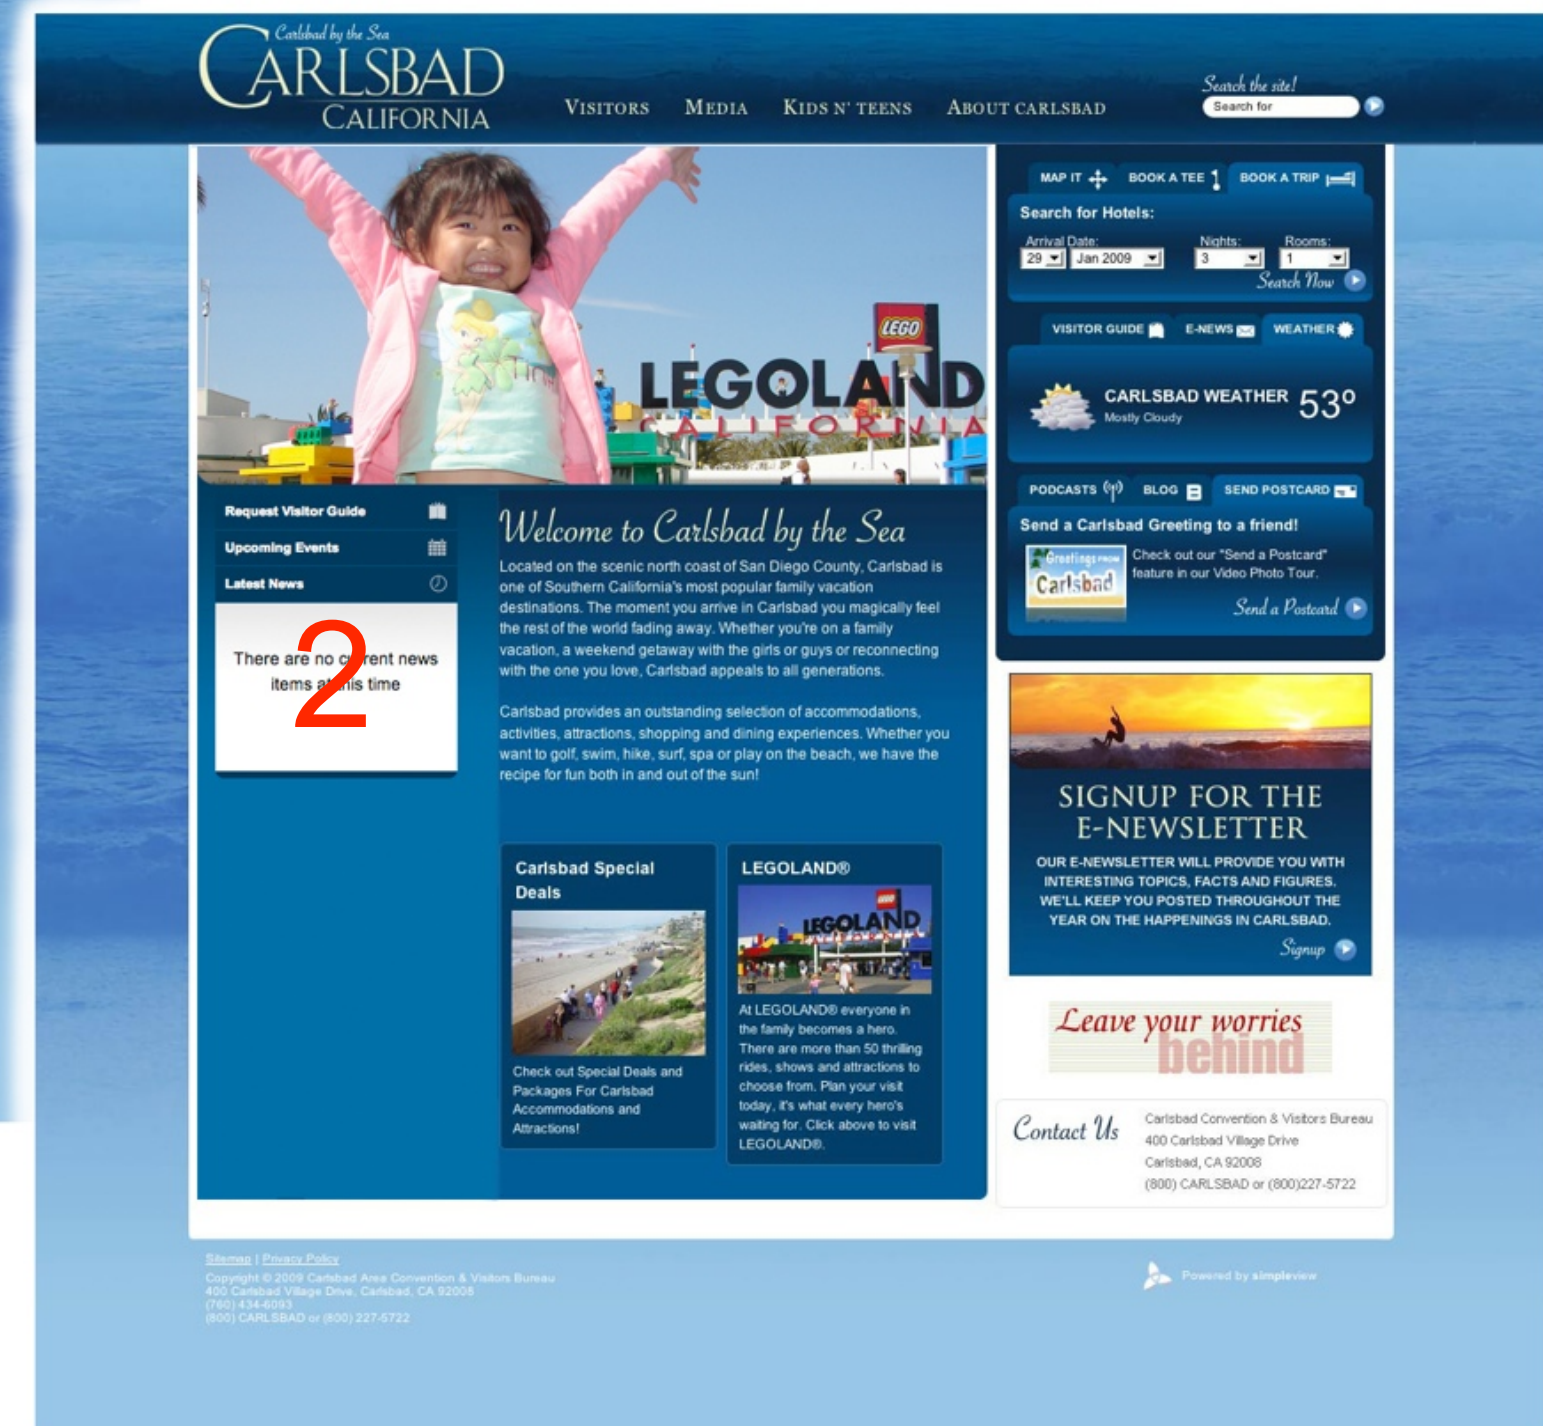 Carlsbad by the Sea
CARLSBAD
CALIFORNIA
VISITORS MEDIA KIDS N' TEENS ABOUT CARLSBAD
Search the site!
Search for
LEGO
LEGOLAND
CALIFORNIA
MAP IT BOOK A TEE BOOK A TRIP
Search for Hotels:
Arrival Date: Nights: Rooms:
29 Jan 2009 3 1
Search Now
VISITOR GUIDE E-NEWS WEATHER
CARLSBAD WEATHER 53º
Mostly Cloudy
PODCASTS BLOG SEND POSTCARD
Send a Carlsbad Greeting to a friend!
Greetings FROM
Carlsbad
Check out our "Send a Postcard"
feature in our Video Photo Tour.
Send a Postcard
Request Visitor Guide
Upcoming Events
Latest News
There are no current news
items at this time
2
Welcome to Carlsbad by the Sea
Located on the scenic north coast of San Diego County, Carlsbad is
one of Southern California's most popular family vacation
destinations. The moment you arrive in Carlsbad you magically feel
the rest of the world fading away. Whether you're on a family
vacation, a weekend getaway with the girls or guys or reconnecting
with the one you love, Carlsbad appeals to all generations.
Carlsbad provides an outstanding selection of accommodations,
activities, attractions, shopping and dining experiences. Whether you
want to golf, swim, hike, surf, spa or play on the beach, we have the
recipe for fun both in and out of the sun!
Carlsbad Special
Deals
Check out Special Deals and
Packages For Carlsbad
Accommodations and
Attractions!
LEGOLAND®
LEGO
LEGOLAND
CALIFORNIA
At LEGOLAND® everyone in
the family becomes a hero.
There are more than 50 thrilling
rides, shows and attractions to
choose from. Plan your visit
today, it's what every hero's
waiting for. Click above to visit
LEGOLAND®.
SIGNUP FOR THE
E-NEWSLETTER
OUR E-NEWSLETTER WILL PROVIDE YOU WITH
INTERESTING TOPICS, FACTS AND FIGURES.
WE'LL KEEP YOU POSTED THROUGHOUT THE
YEAR ON THE HAPPENINGS IN CARLSBAD.
Signup
Leave your worries
behind
Contact Us
Carlsbad Convention & Visitors Bureau
400 Carlsbad Village Drive
Carlsbad, CA 92008
(800) CARLSBAD or (800)227-5722
Sitemap | Privacy Policy
Copyright © 2009 Carlsbad Area Convention & Visitors Bureau
400 Carlsbad Village Drive, Carlsbad, CA 92008
(760) 434-6093
(800) CARLSBAD or (800) 227-5722
Powered by simpleview